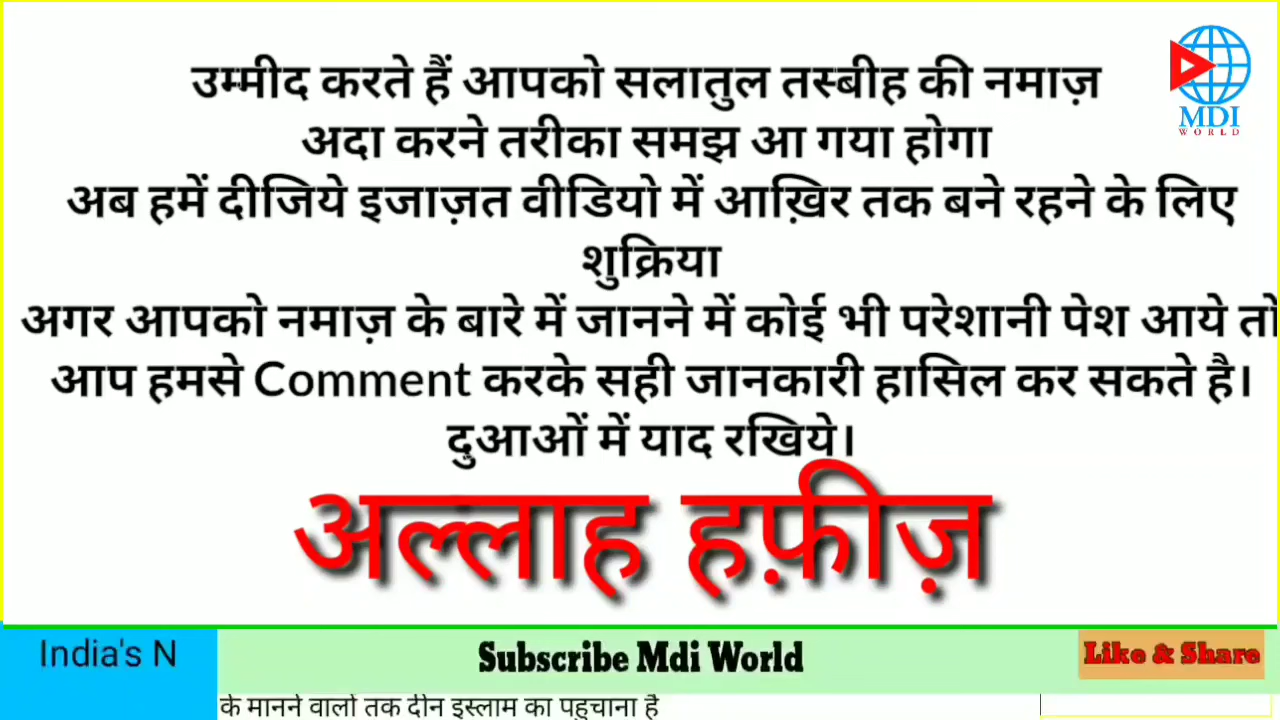 उम्मीद करते हैं आपको सलातुल तस्बीह की नमाज़
अदा करने तरीका समझ आ गया होगा
अब हमें दीजिये इजाज़त वीडियो में आख़िर तक बने रहने के लिए
शुक्रिया
अगर आपको नमाज़ के बारे में जानने में कोई भी परेशानी पेश आये तो
आप हमसे Comment करके सही जानकारी हासिल कर सकते है।
दुआओं में याद रखिये।
अल्लाह हफ़ीज़
MDI
WORLD
India's N
Subscribe Mdi World
Like & Share
के मानने वालों तक दीन इस्लाम का पहुचाना है